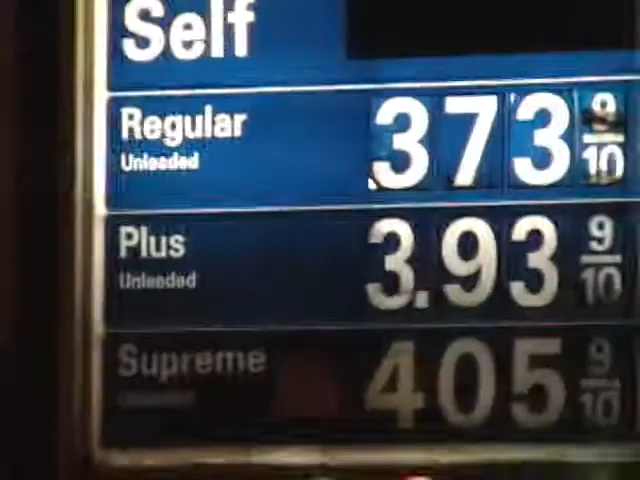 Self
Regular
Unleaded
.373 9/10
Plus
Unleaded
3.93 9/10
Supreme
405 9/10